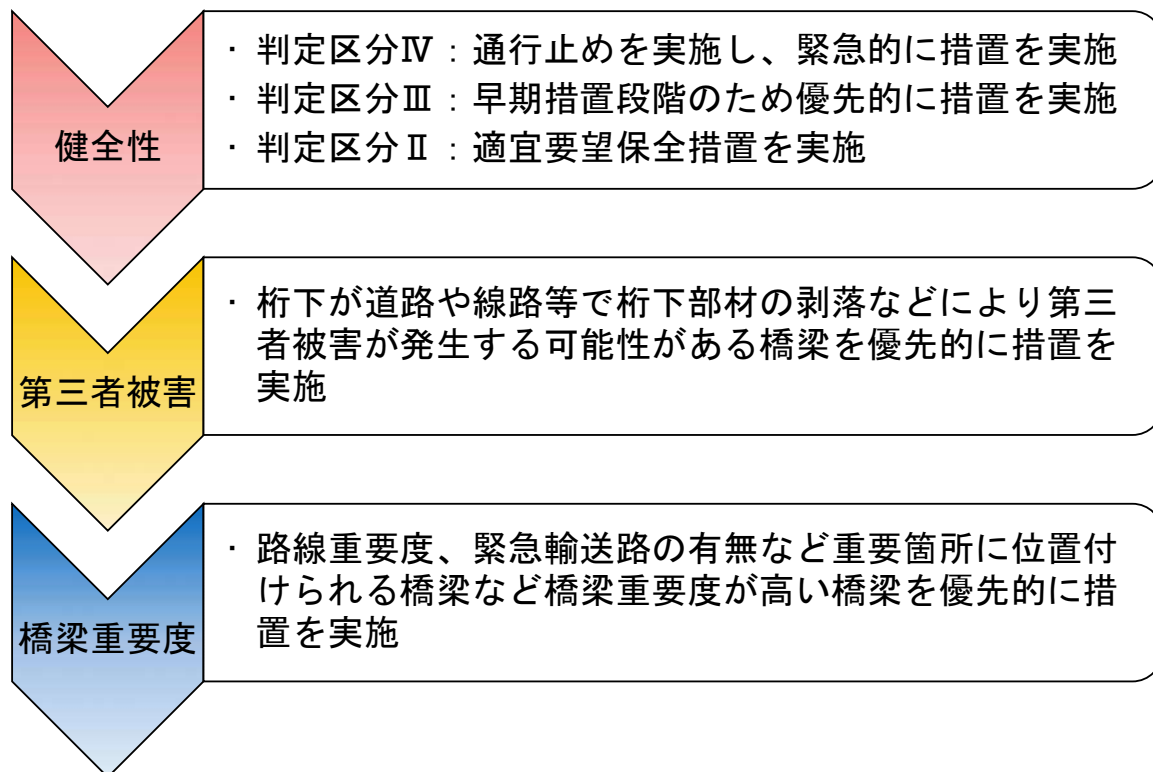 健全性
・判定区分Ⅳ：通行止めを実施し、緊急的に措置を実施
・判定区分Ⅲ：早期措置段階のため優先的に措置を実施
・判定区分Ⅱ：適宜要望保全措置を実施
第三者被害
・桁下が道路や線路等で桁下部材の剥落などにより第三
者被害が発生する可能性がある橋梁を優先的に措置を
実施
橋梁重要度
・路線重要度、緊急輸送路の有無など重要箇所に位置付
けられる橋梁など橋梁重要度が高い橋梁を優先的に措
置を実施